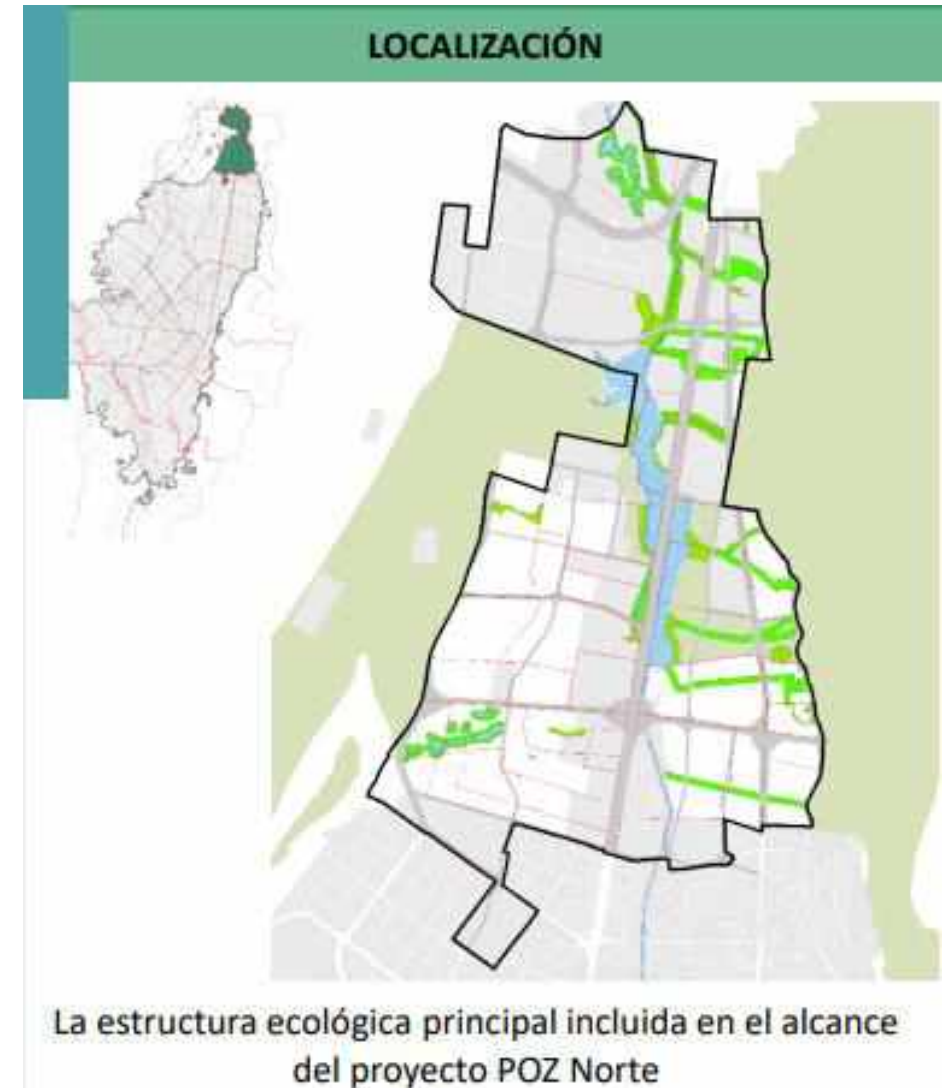 LOCALIZACIÓN
La estructura ecológica principal incluida en el alcance
del proyecto POZ Norte